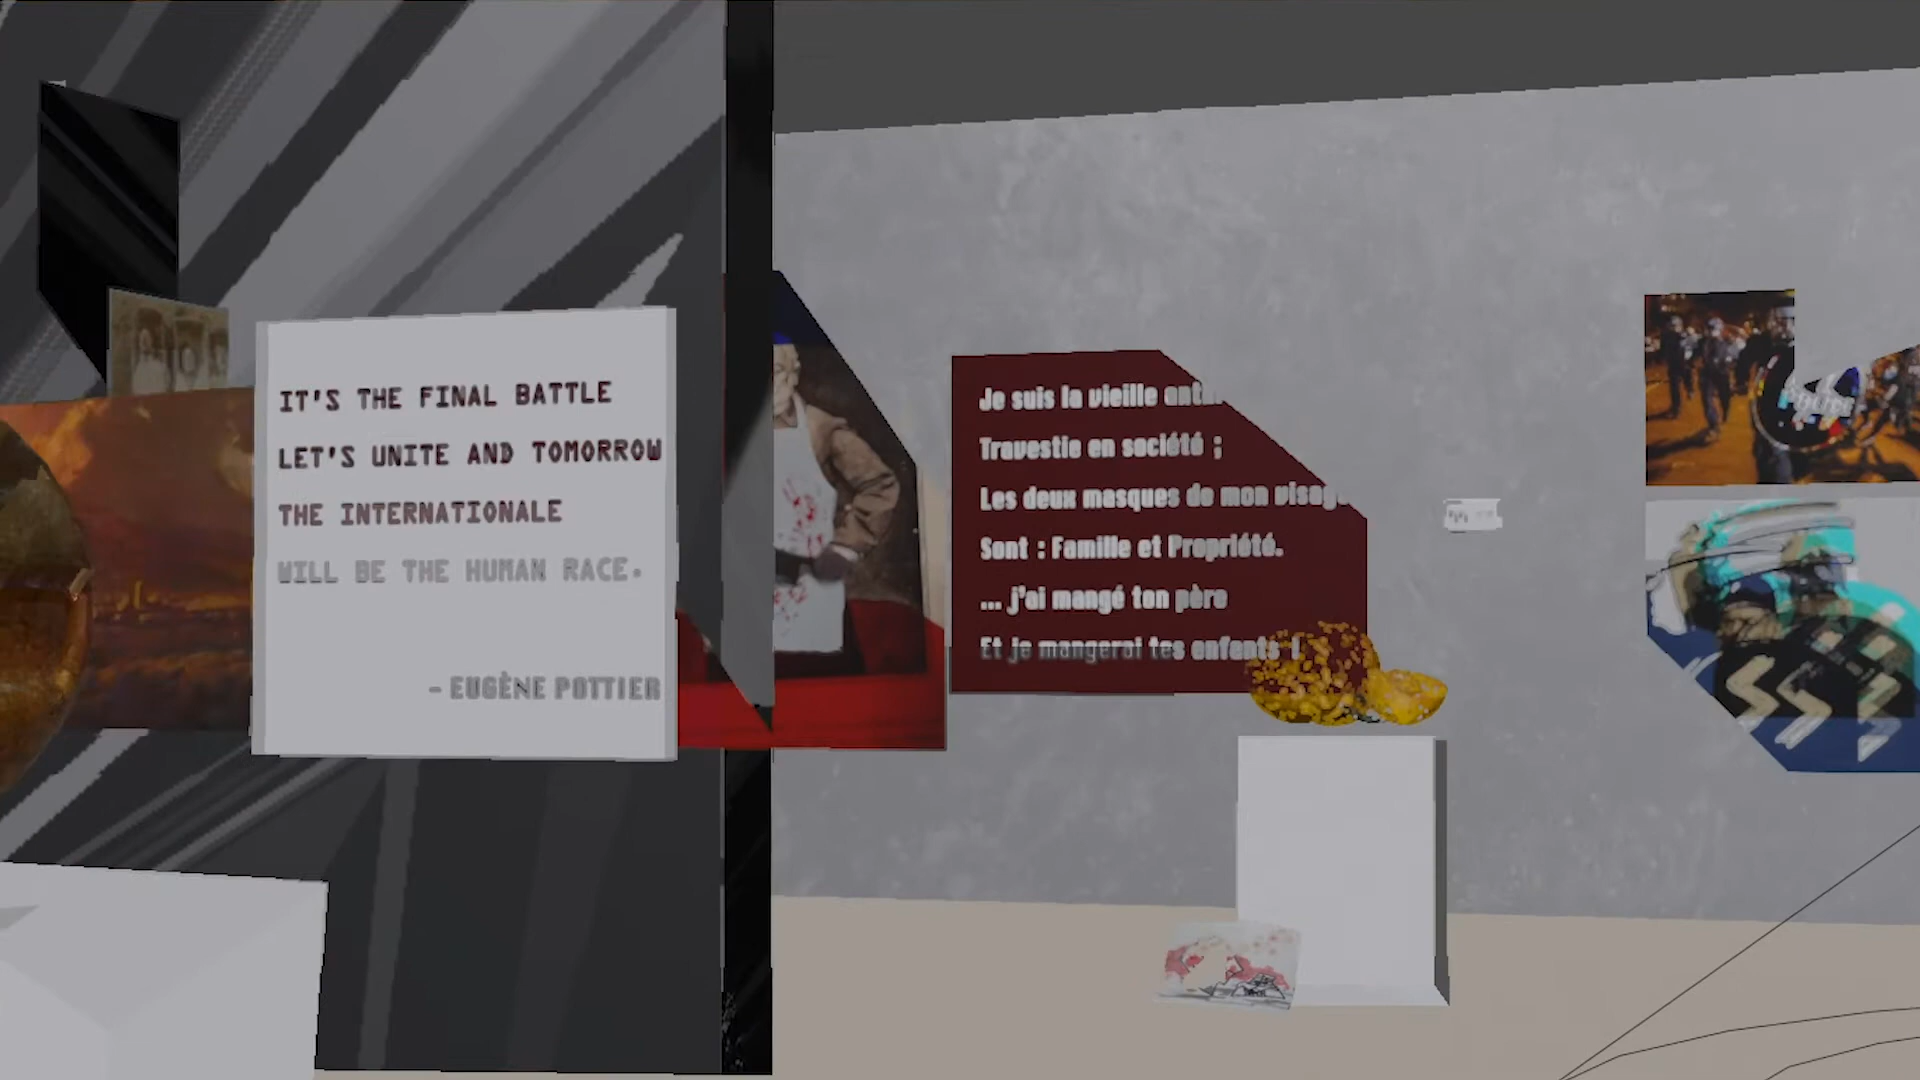 IT'S THE FINAL BATTLE
LET'S UNITE AND TOMORROW
THE INTERNATIONALE
WILL BE THE HUMAN RACE.
- EUGÈNE POTTIER
Je suis la vieille
Travestie en société ;
Les deux masques de mon visage
Sont : Famille et Propriété.
... j'ai mangé ton père
Et je mangerai tes enfants !
POLICE